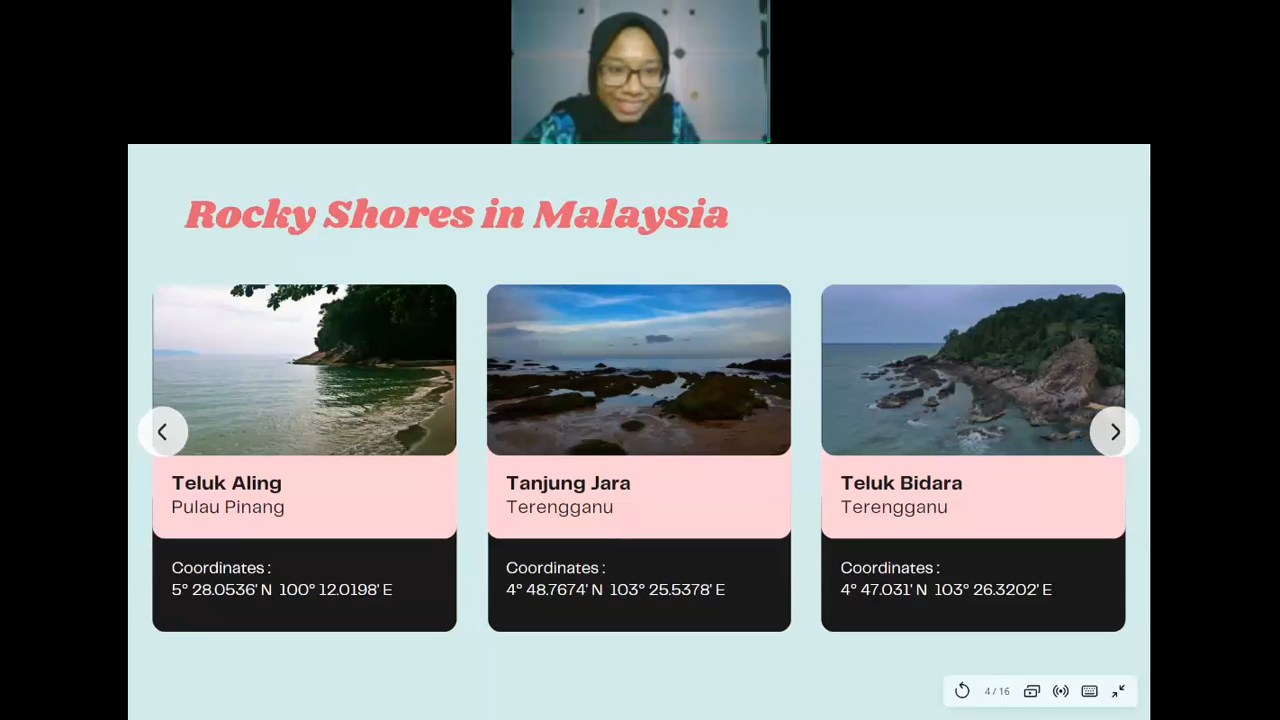 Rocky Shores in Malaysia
Teluk Aling
Pulau Pinang
Coordinates :
5° 28.0536' N 100° 12.0198' E
Tanjung Jara
Terengganu
Coordinates :
4° 48.7674' N 103° 25.5378' E
Teluk Bidara
Terengganu
Coordinates :
4° 47.031' N 103° 26.3202' E
4 / 16